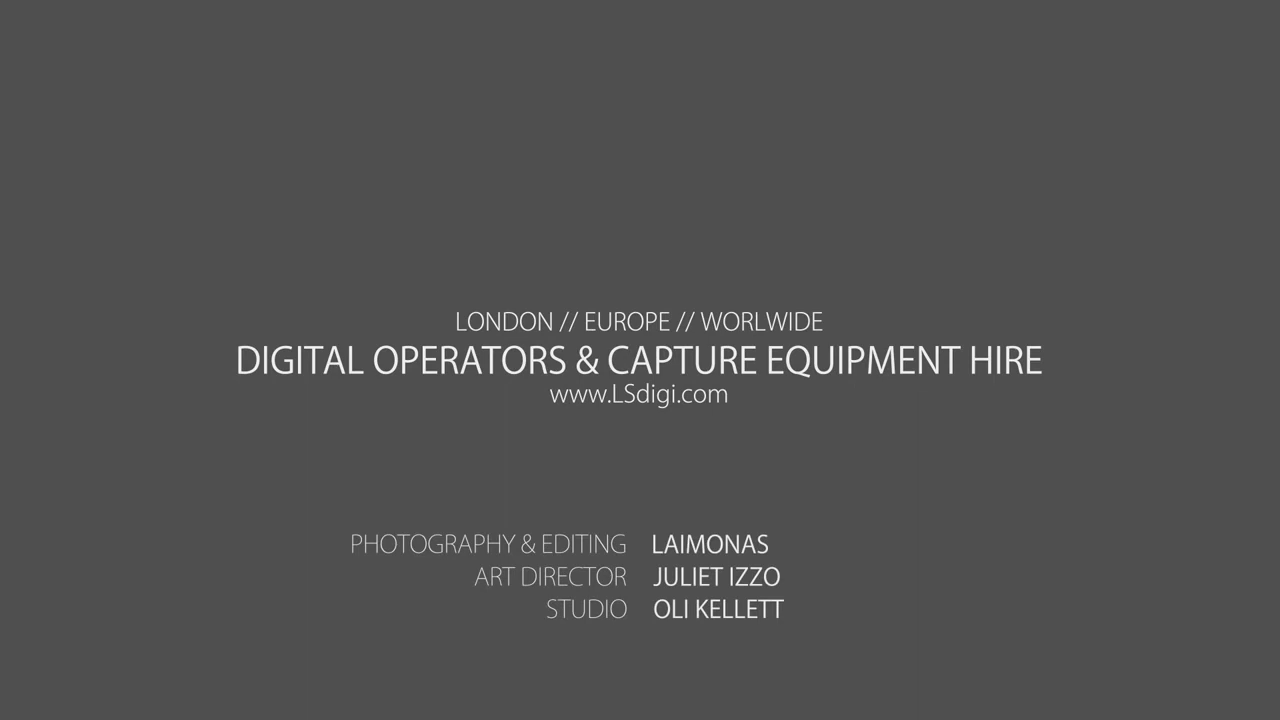 LONDON // EUROPE // WORLWIDE
DIGITAL OPERATORS & CAPTURE EQUIPMENT HIRE
www.LSdigi.com
PHOTOGRAPHY & EDITING LAIMONAS
ART DIRECTOR JULIET IZZO
STUDIO OLI KELLETT